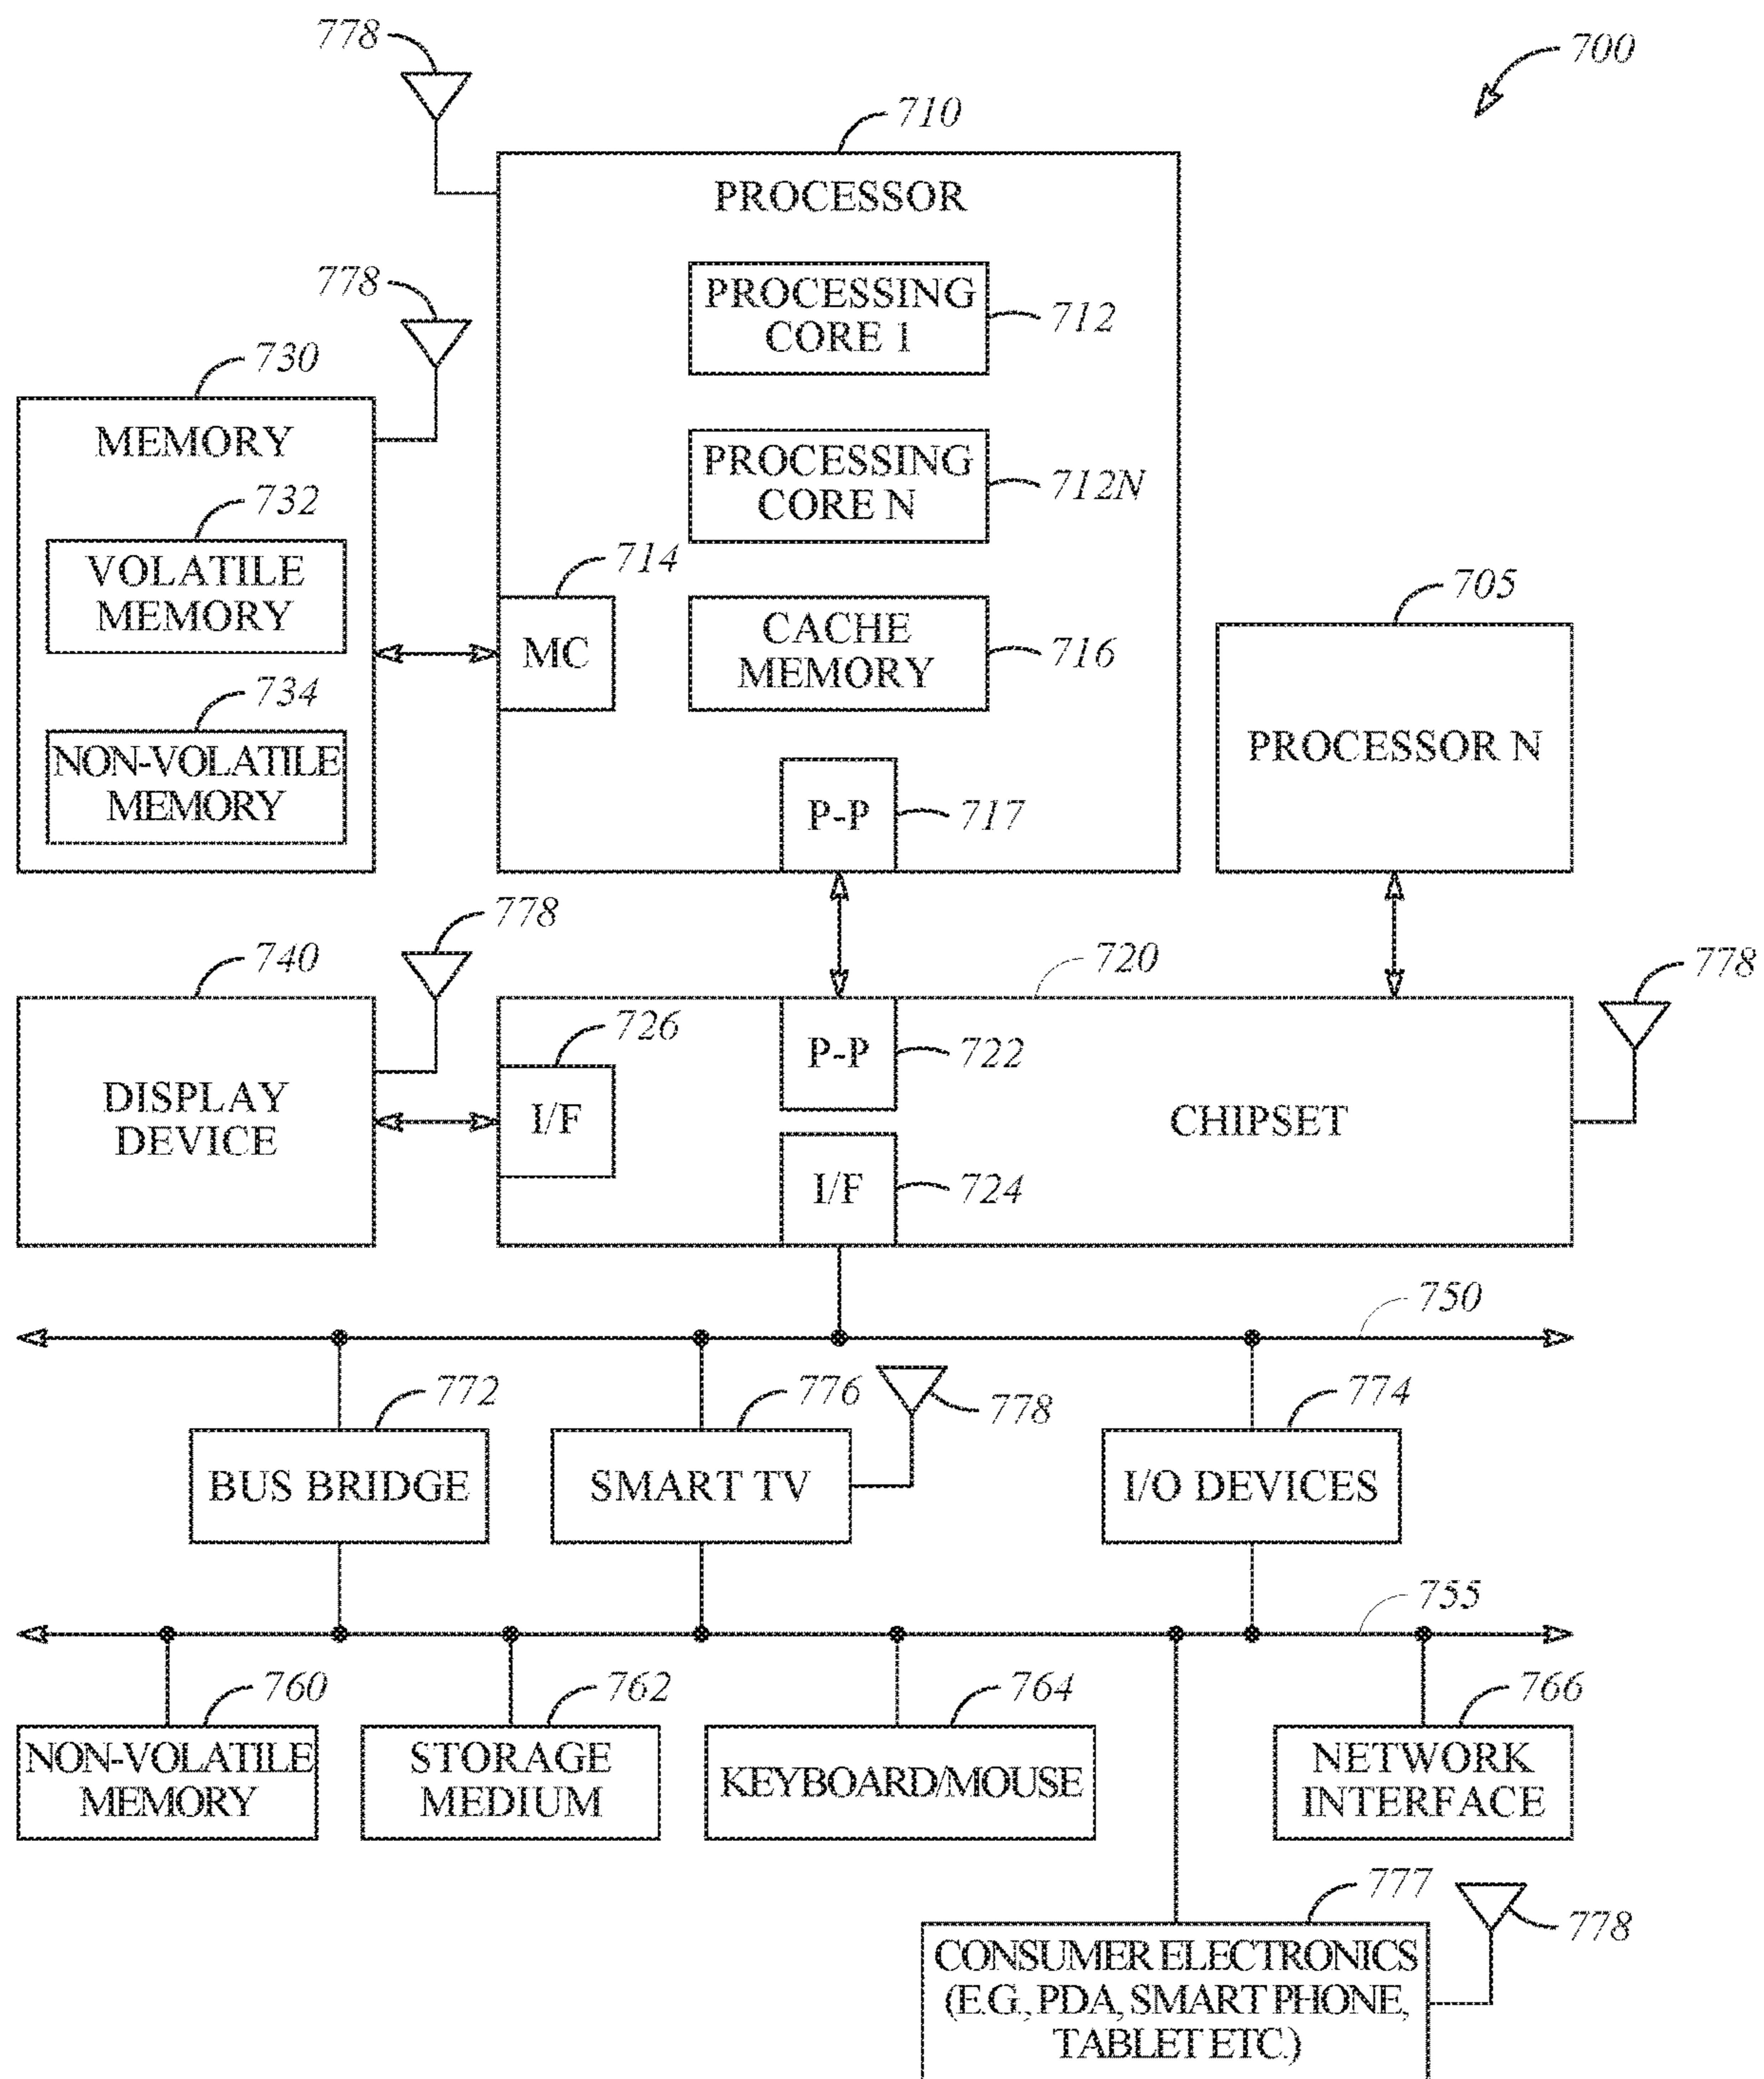 778
700
710
PROCESSOR
778
PROCESSING
CORE 1
712
730
MEMORY
PROCESSING
CORE N
712N
732
VOLATILE
MEMORY
714
MC
CACHE
MEMORY
716
705
PROCESSOR N
734
NON-VOLATILE
MEMORY
P-P
717
778
740
720
778
726
P-P
722
DISPLAY
DEVICE
I/F
CHIPSET
I/F
724
750
772
776
778
774
BUS BRIDGE
SMART TV
I/O DEVICES
755
760
762
764
766
NON-VOLATILE
MEMORY
STORAGE
MEDIUM
KEYBOARD/MOUSE
NETWORK
INTERFACE
777
778
CONSUMER ELECTRONICS
(E.G., PDA, SMART PHONE,
TABLET ETC.)